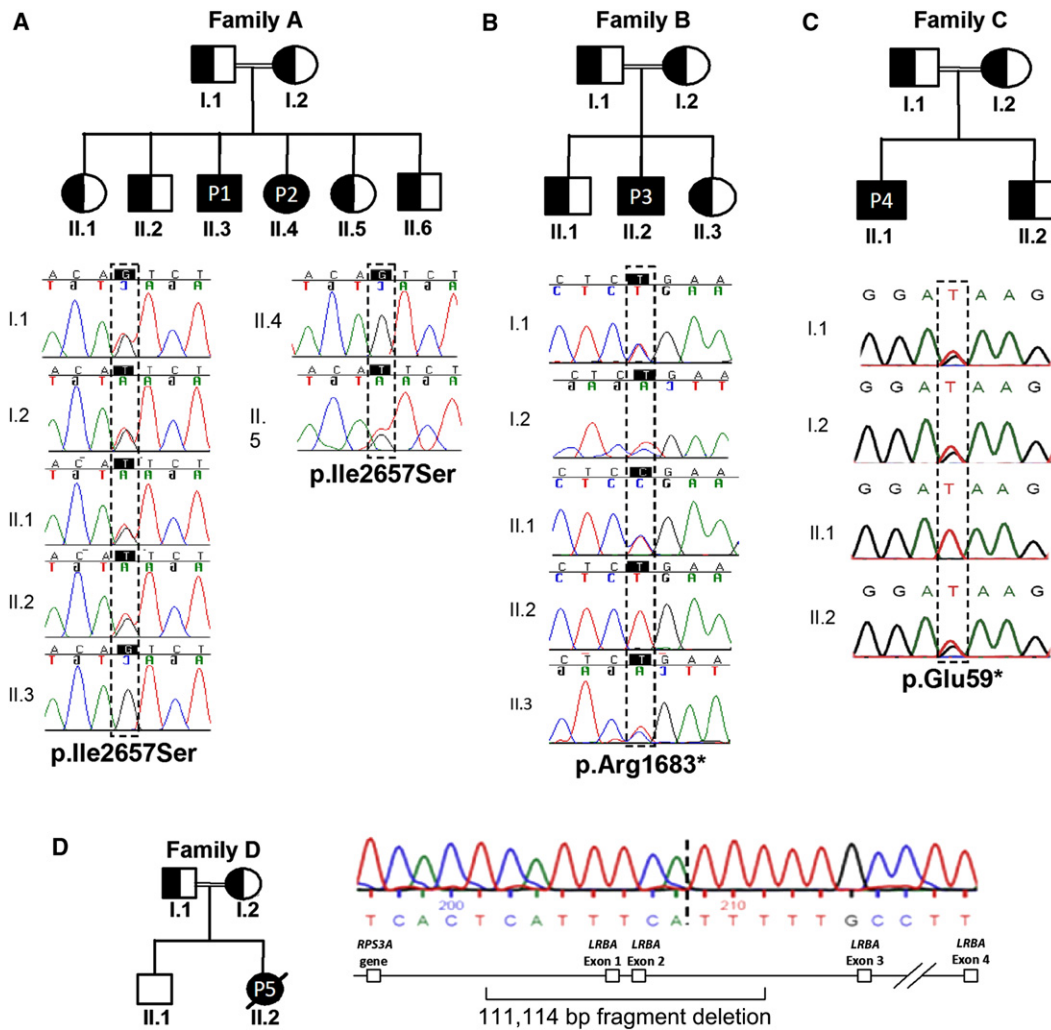 A
Family A
I.1
I.2
P1
P2
II.1
II.2
II.3
II.4
II.5
II.6
A C A G T C T
T G T C A G A
I.1
A C A T T C T
T G T A A G A
I.2
A C A T T C T
T G T A A G A
II.1
A C A T T C T
T G T A A G A
II.2
A C A G T C T
T G T C A G A
II.3
p.Ile2657Ser
A C A G T C T
T G T C A G A
II.4
A C A T T C T
T G T A A G A
II.
5
p.Ile2657Ser
B
Family B
I.1
I.2
P3
II.1
II.2
II.3
C T C T G A A
C T C T G A A
I.1
C T C T G A A
G A G A C T T
I.2
C T C C G A A
C T C C G A A
II.1
C T C T G A A
C T C T G A A
II.2
C T C T G A A
G A G A C T T
II.3
p.Arg1683*
C
Family C
I.1
I.2
P4
II.1
II.2
G G A T A A G
I.1
G G A T A A G
I.2
G G A T A A G
II.1
G G A T A A G
II.2
p.Glu59*
D
Family D
I.1
I.2
P5
II.1
II.2
200
210
T C A C T C A T T T C A T T T T T G C C T T
RPS3A
gene
LRBA
Exon 1
LRBA
Exon 2
LRBA
Exon 3
LRBA
Exon 4
111,114 bp fragment deletion